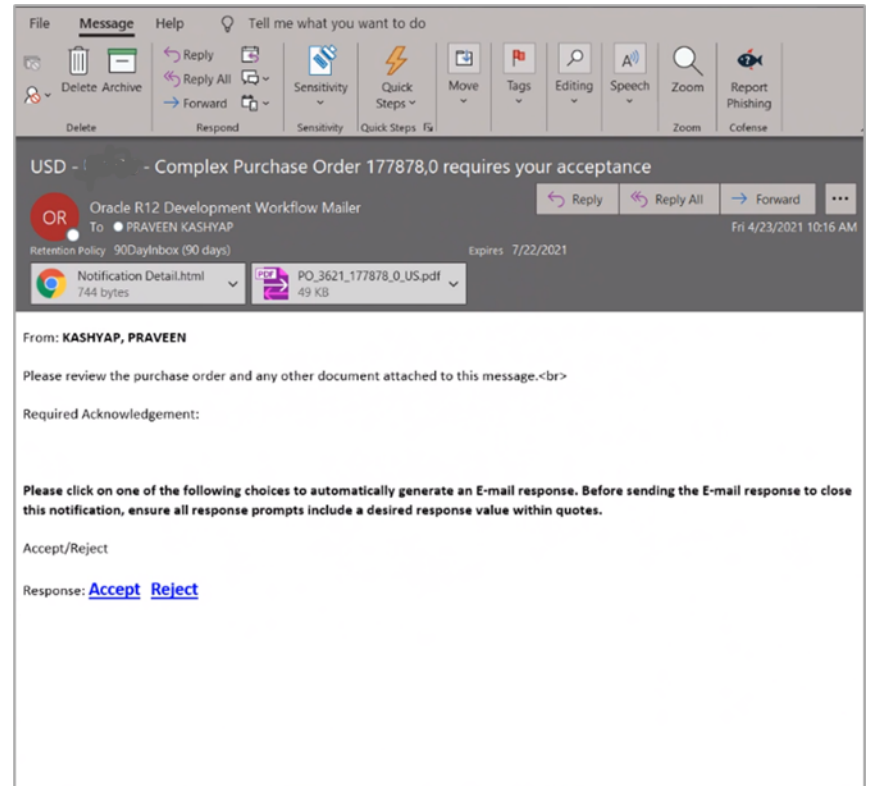 File Message Help Tell me what you want to do
Delete Archive
Reply
Reply All
Forward
Sensitivity
Quick Steps
Move
Tags
Editing
Speech
Zoom
Report Phishing
Delete Respond Sensitivity Quick Steps Zoom Cofense
USD - - Complex Purchase Order 177878,0 requires your acceptance
OR
Oracle R12 Development Workflow Mailer
Reply Reply All Forward ...
To PRAVEEN KASHYAP
Fri 4/23/2021 10:16 AM
Retention Policy 90DayInbox (90 days) Expires 7/22/2021
Notification Detail.html
744 bytes
PDF
PO_3621_177878_0_US.pdf
49 KB
From: KASHYAP, PRAVEEN
Please review the purchase order and any other document attached to this message.<br>
Required Acknowledgement:
Please click on one of the following choices to automatically generate an E-mail response. Before sending the E-mail response to close
this notification, ensure all response prompts include a desired response value within quotes.
Accept/Reject
Response: Accept Reject